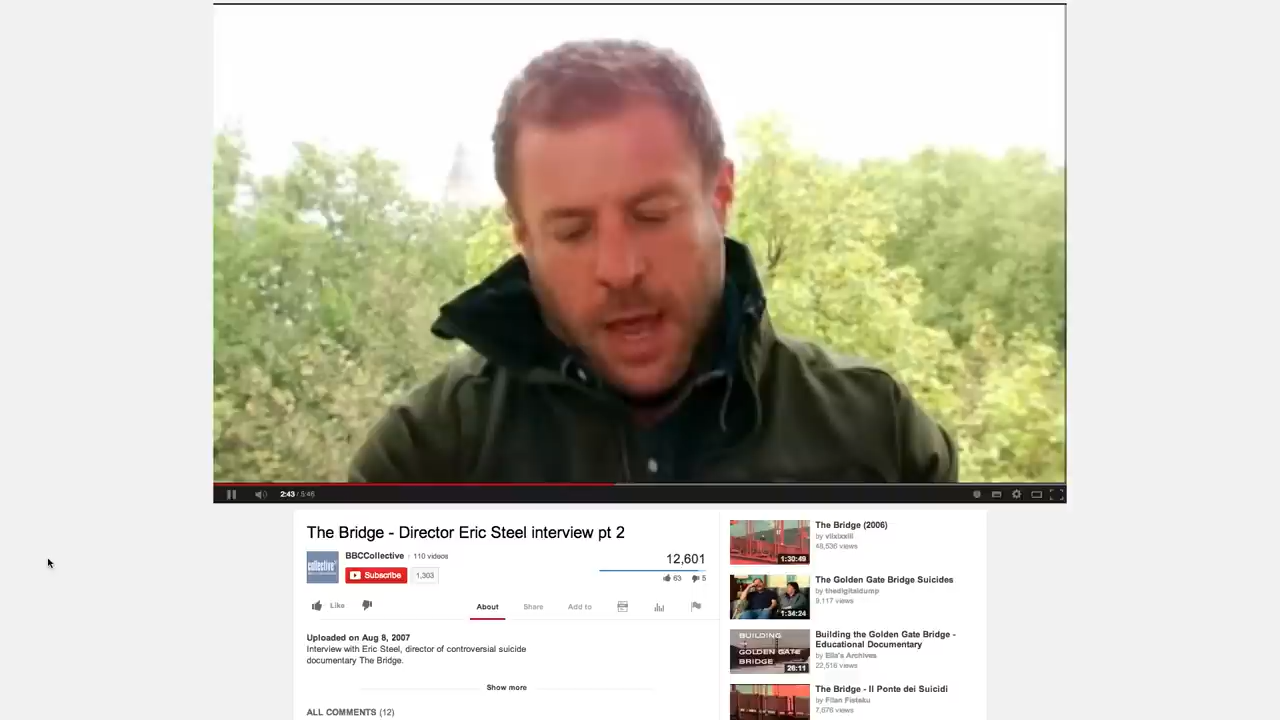 2:43 / 5:46
The Bridge - Director Eric Steel interview pt 2
collective
BBCCollective
110 videos
Subscribe
1,303
12,601
63
5
Like
About
Share
Add to
Uploaded on Aug 8, 2007
Interview with Eric Steel, director of controversial suicide
documentary The Bridge.
Show more
ALL COMMENTS (12)
1:30:49
The Bridge (2006)
48,536 views
1:34:24
The Golden Gate Bridge Suicides
by thedigitaldump
9,117 views
BUILDING
THE
GOLDEN GATE
BRIDGE
26:11
Building the Golden Gate Bridge -
Educational Documentary
by Ella's Archives
22,516 views
The Bridge - Il Ponte dei Suicidi
by Filan Fisteku
7,676 views